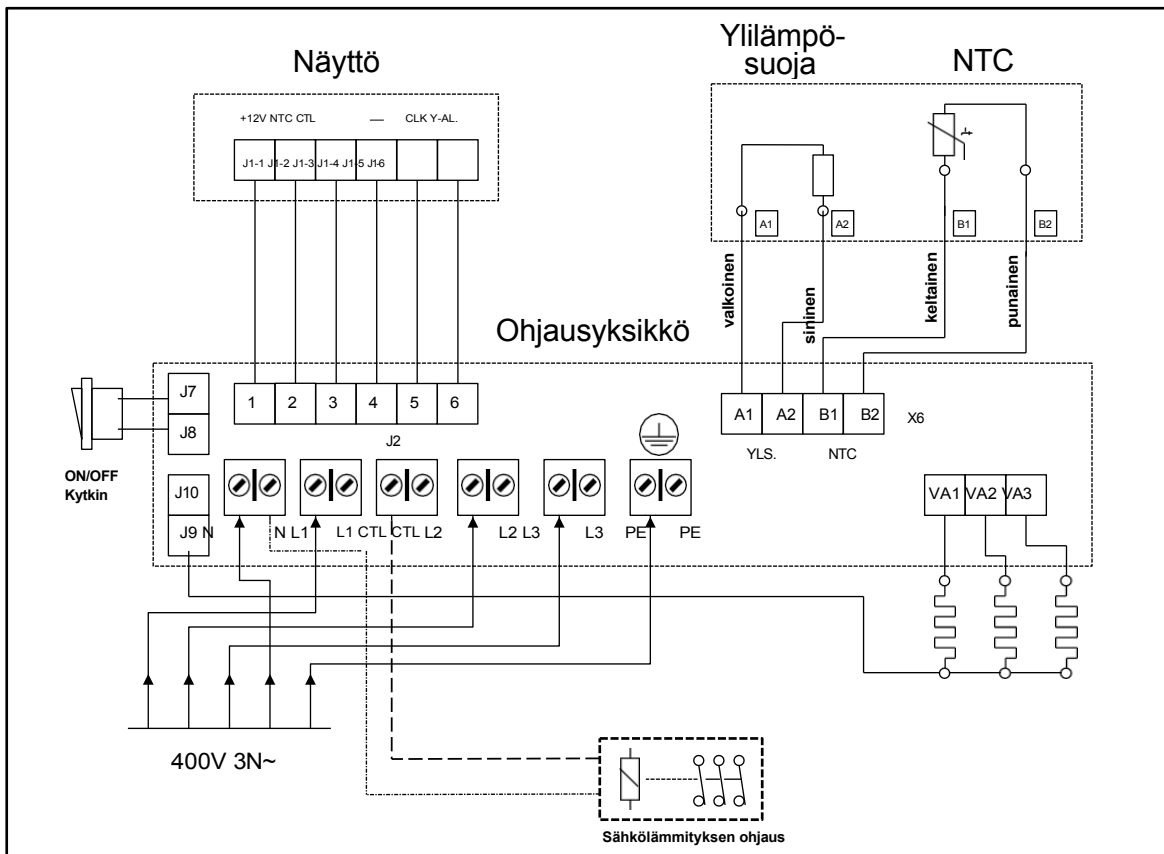 Näyttö
Ylilämpö-
suoja
NTC
+12V NTC CTL — CLK Y-AL.
J1-1 J1-2 J1-3 J1-4 J1-5 J1-6
A1 A2 B1 B2
valkoinen
sininen
keltainen
punainen
Ohjausyksikkö
J7
J8
1 2 3 4 5 6
J2
A1 A2 B1 B2 X6
YLS. NTC
ON/OFF
Kytkin
J10
J9 N N L1 L1 CTL CTL L2 L2 L3 L3 PE PE
VA1 VA2 VA3
400V 3N~
Sähkölämmityksen ohjaus